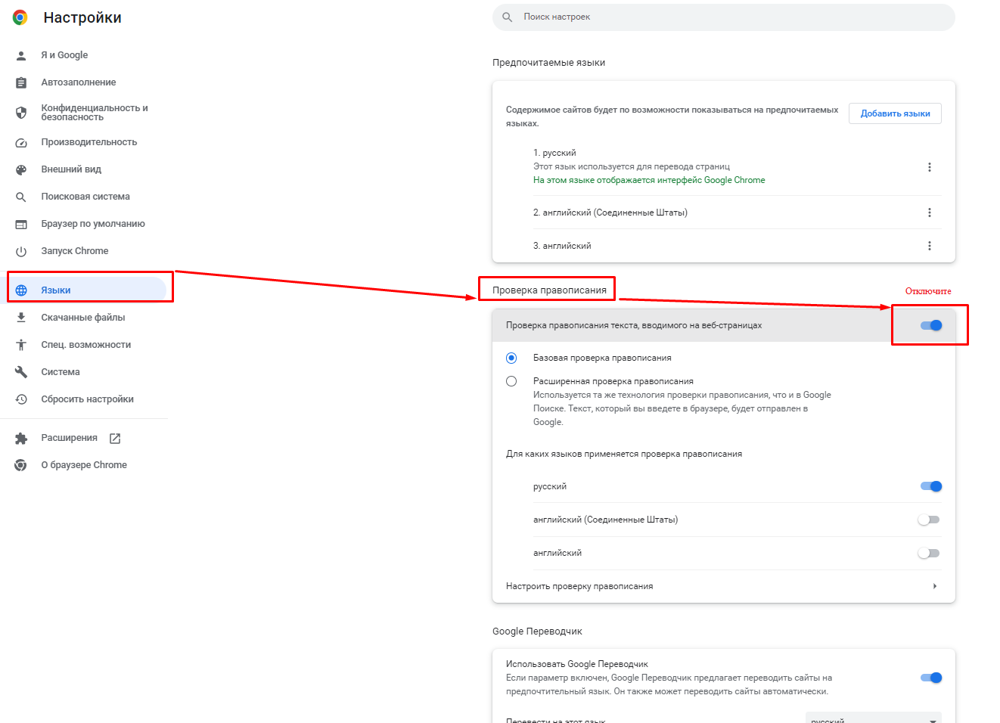 Настройки
Поиск настроек
Я и Google
Автозаполнение
Конфиденциальность и
безопасность
Производительность
Внешний вид
Поисковая система
Браузер по умолчанию
Запуск Chrome
Языки
Скачанные файлы
Спец. возможности
Система
Сбросить настройки
Расширения
О браузере Chrome
Предпочитаемые языки
Содержимое сайтов будет по возможности показываться на предпочитаемых
языках.
Добавить языки
1. русский
Этот язык используется для перевода страниц
На этом языке отображается интерфейс Google Chrome
2. английский (Соединенные Штаты)
3. английский
Проверка правописания
Отключите
Проверка правописания текста, вводимого на веб-страницах
Базовая проверка правописания
Расширенная проверка правописания
Используется та же технология проверки правописания, что и в Google
Поиске. Текст, который вы введете в браузере, будет отправлен в
Google.
Для каких языков применяется проверка правописания
русский
английский (Соединенные Штаты)
английский
Настроить проверку правописания
Google Переводчик
Использовать Google Переводчик
Если параметр включен, Google Переводчик предлагает переводить сайты на
предпочтительный язык. Он также может переводить сайты автоматически.
Перевести на этот язык
русский